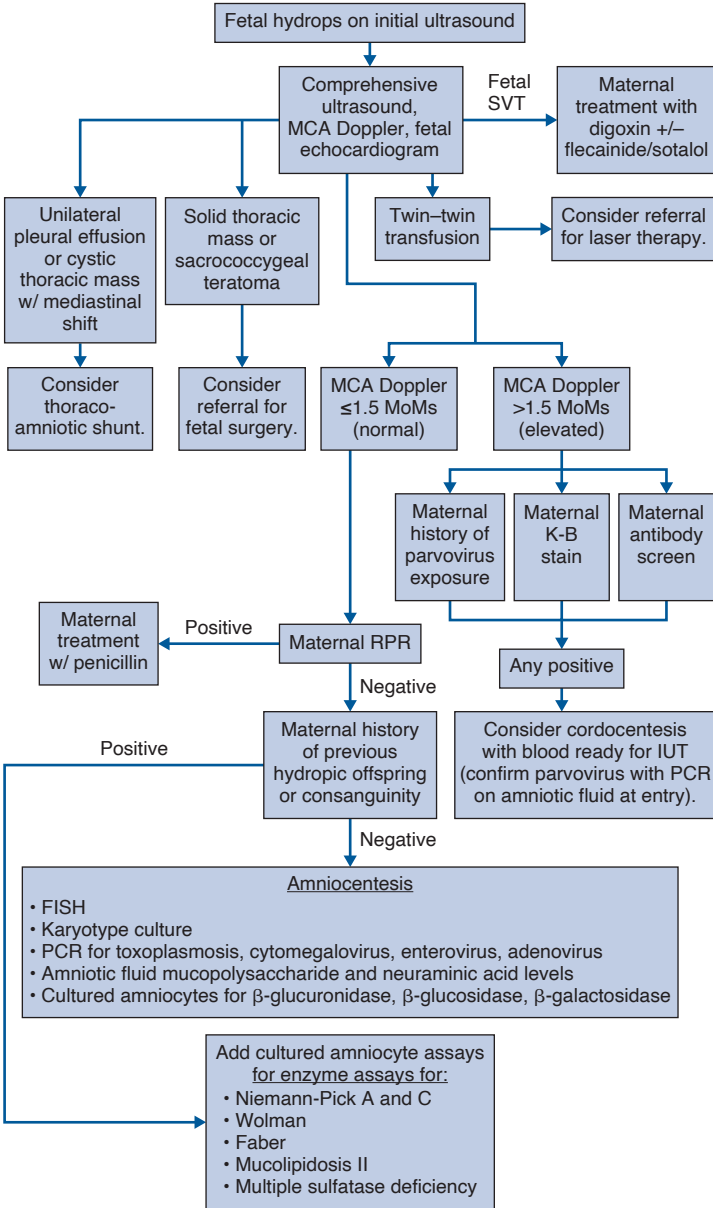 Fetal hydrops on initial ultrasound
Comprehensive
ultrasound,
MCA Doppler, fetal
echocardiogram
Fetal
SVT
Maternal
treatment with
digoxin +/–
flecainide/sotalol
Unilateral
pleural effusion
or cystic
thoracic mass
w/ mediastinal
shift
Solid thoracic
mass or
sacrococcygeal
teratoma
Twin–twin
transfusion
Consider referral
for laser therapy.
Consider
thoraco-
amniotic shunt.
Consider
referral for
fetal surgery.
MCA Doppler
≤1.5 MoMs
(normal)
MCA Doppler
>1.5 MoMs
(elevated)
Maternal
history of
parvovirus
exposure
Maternal
K-B
stain
Maternal
antibody
screen
Maternal
treatment
w/ penicillin
Positive
Maternal RPR
Any positive
Negative
Positive
Maternal history
of previous
hydropic offspring
or consanguinity
Consider cordocentesis
with blood ready for IUT
(confirm parvovirus with PCR
on amniotic fluid at entry).
Negative
Amniocentesis
• FISH
• Karyotype culture
• PCR for toxoplasmosis, cytomegalovirus, enterovirus, adenovirus
• Amniotic fluid mucopolysaccharide and neuraminic acid levels
• Cultured amniocytes for β-glucuronidase, β-glucosidase, β-galactosidase
Add cultured amniocyte assays
for enzyme assays for:
• Niemann-Pick A and C
• Wolman
• Faber
• Mucolipidosis II
• Multiple sulfatase deficiency